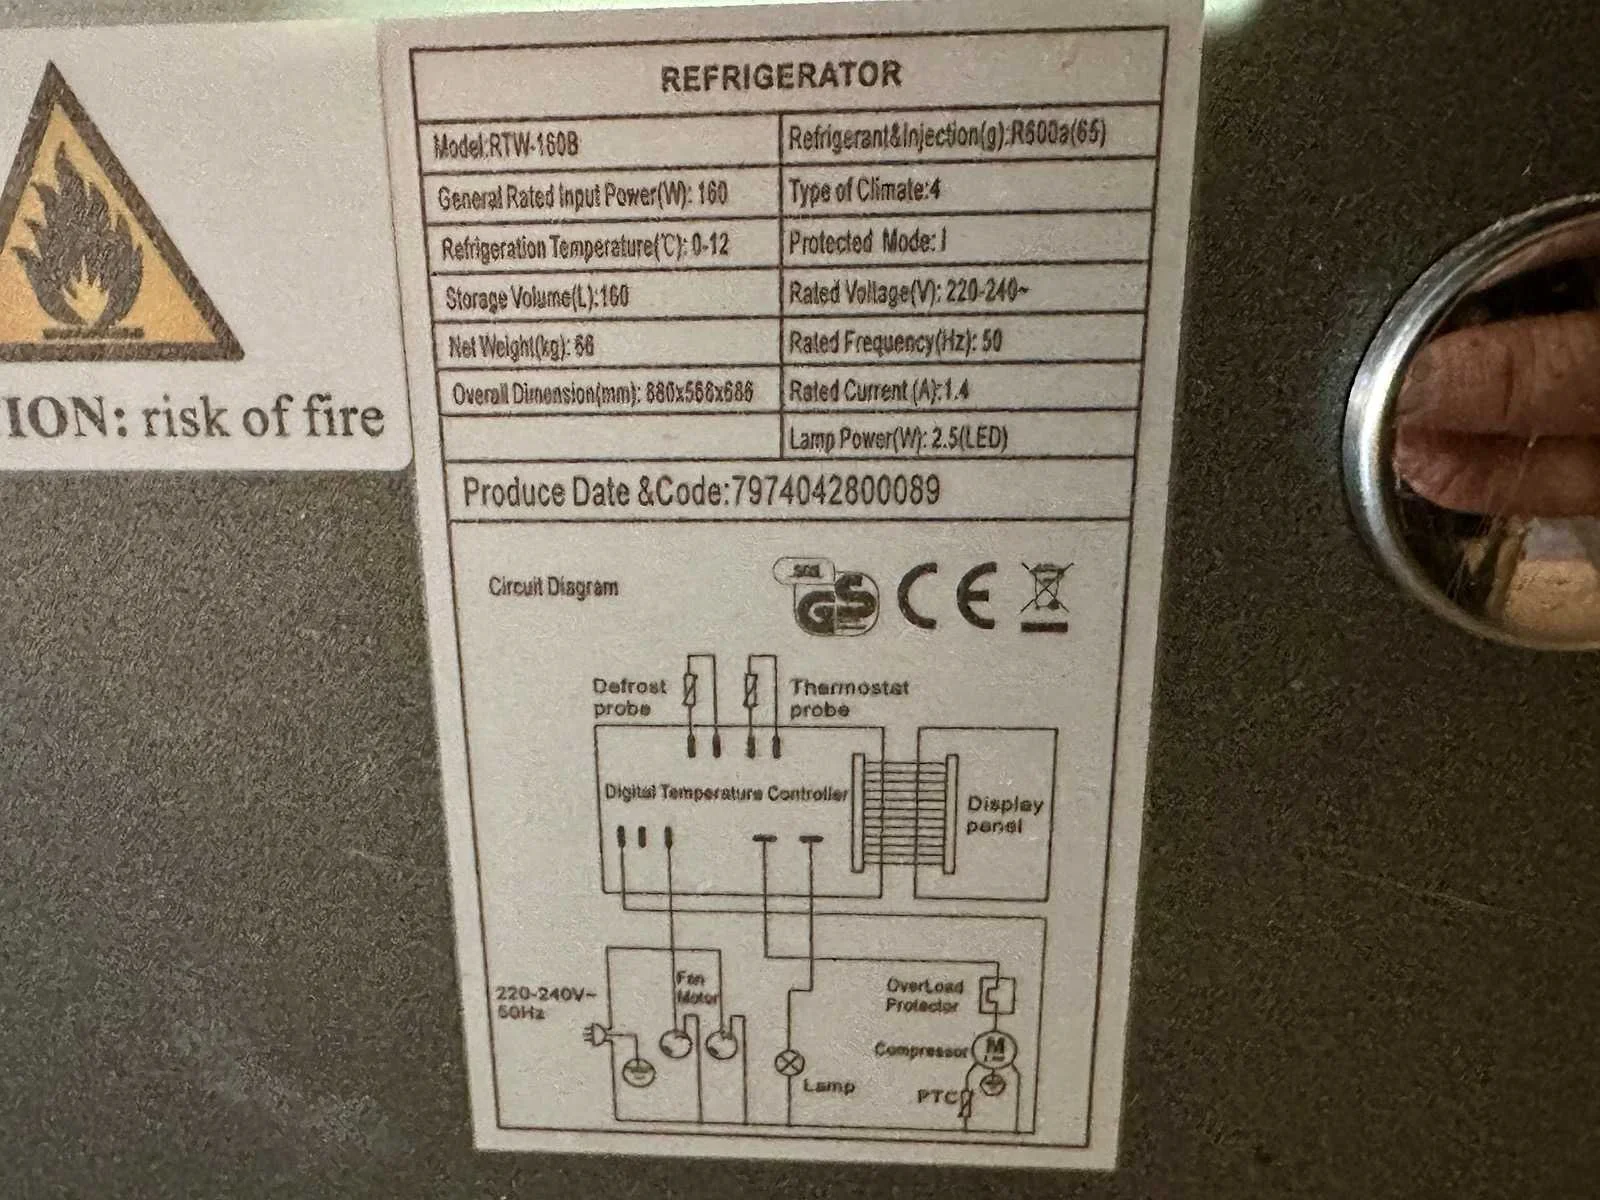 TION: risk of fire
REFRIGERATOR
Model:RTW-160B
Refrigerant&Injection(g):R600a(65)
General Rated Input Power(W): 160
Type of Climate:4
Refrigeration Temperature(℃): 0-12
Protected Mode: I
Storage Volume(L):160
Rated Voltage(V): 220-240~
Net Weight(kg): 66
Rated Frequency(Hz): 50
Overall Dimension(mm):
Rated Current (A):1.4
Lamp Power(W): 2.5(LED)
Produce Date &Code:7974042800089
Circuit Diagram
GS CE
Defrost
probe
Thermostat
probe
Digital Temperature Controller
Display
panel
220-240V~
50Hz
Fan
Motor
OverLoad
Protector
Compressor
M
Lamp
PTC